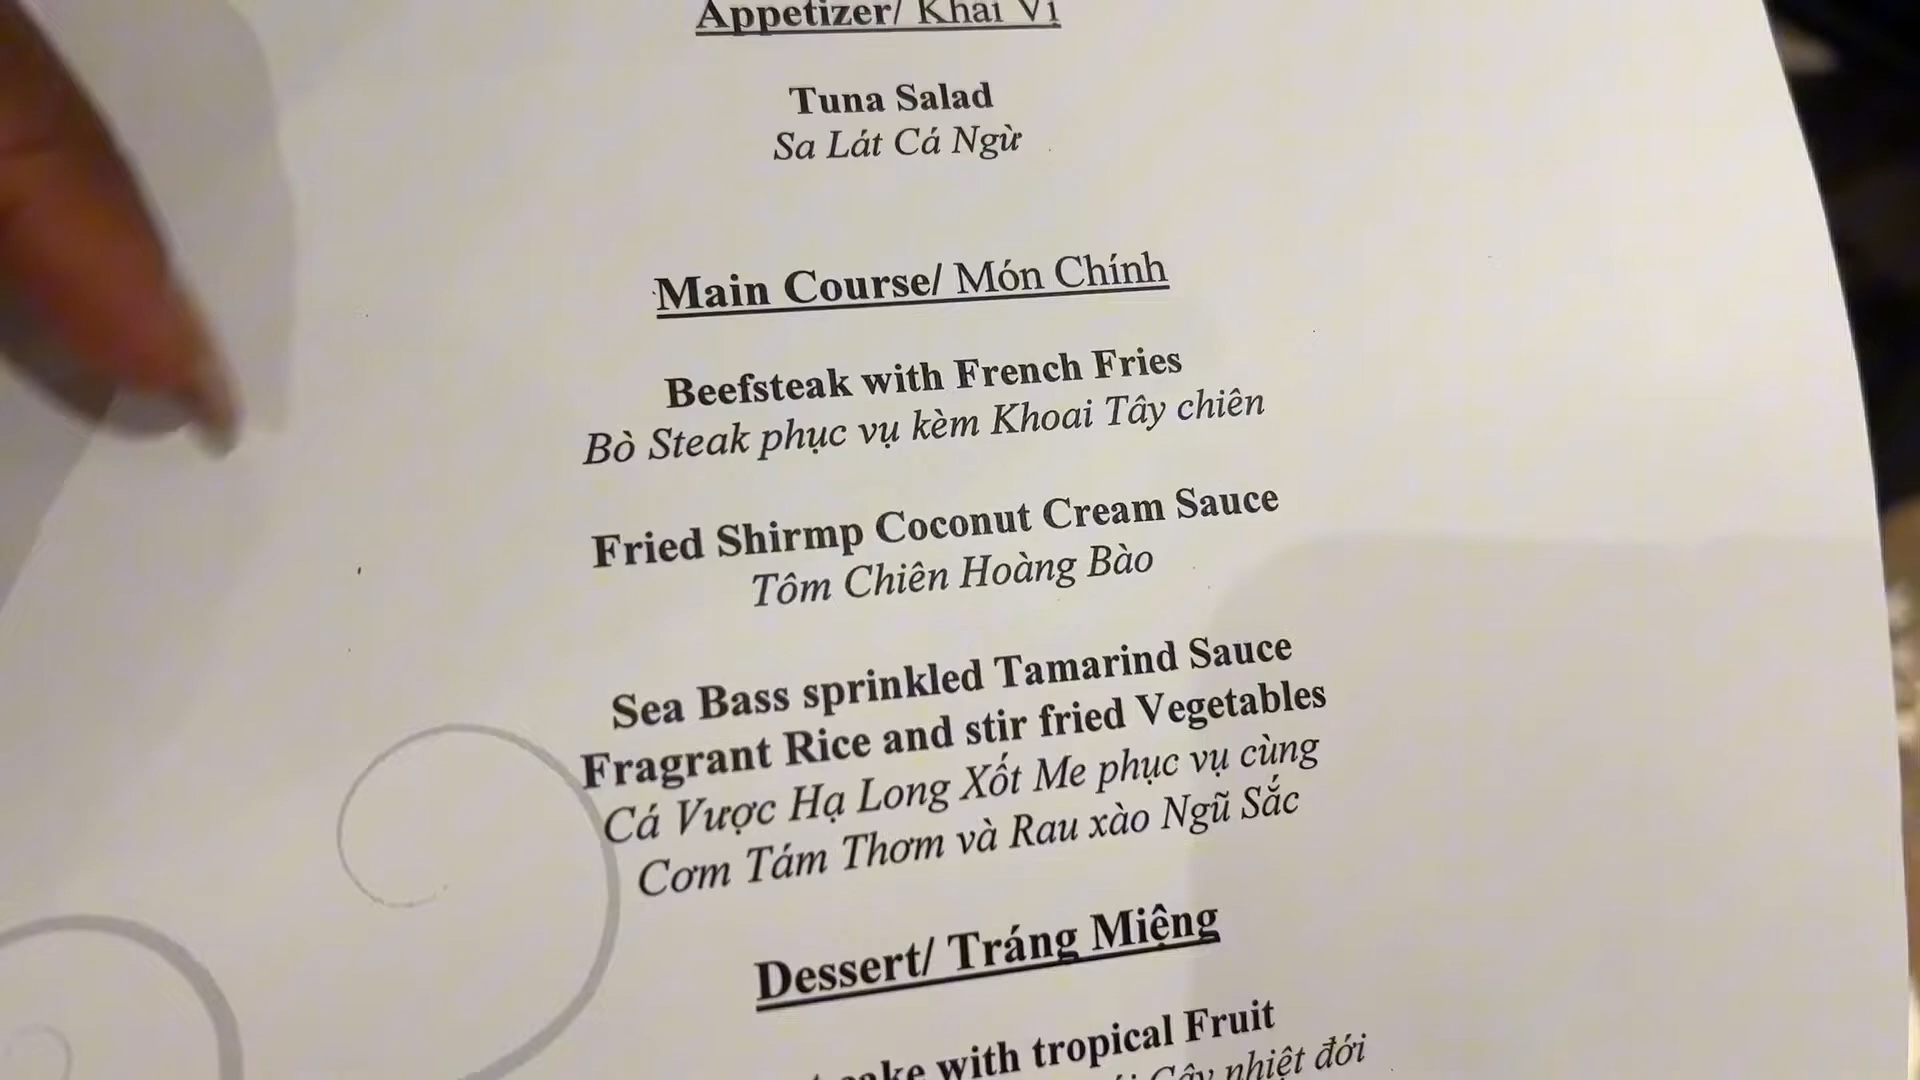 Appetizer/ Khai Vị
Tuna Salad
Sa Lát Cá Ngừ
Main Course/ Món Chính
Beefsteak with French Fries
Bò Steak phục vụ kèm Khoai Tây chiên
Fried Shirmp Coconut Cream Sauce
Tôm Chiên Hoàng Bào
Sea Bass sprinkled Tamarind Sauce
Fragrant Rice and stir fried Vegetables
Cá Vược Hạ Long Xốt Me phục vụ cùng
Cơm Tám Thơm và Rau xào Ngũ Sắc
Dessert/ Tráng Miệng
with tropical Fruit
nhiệt đới